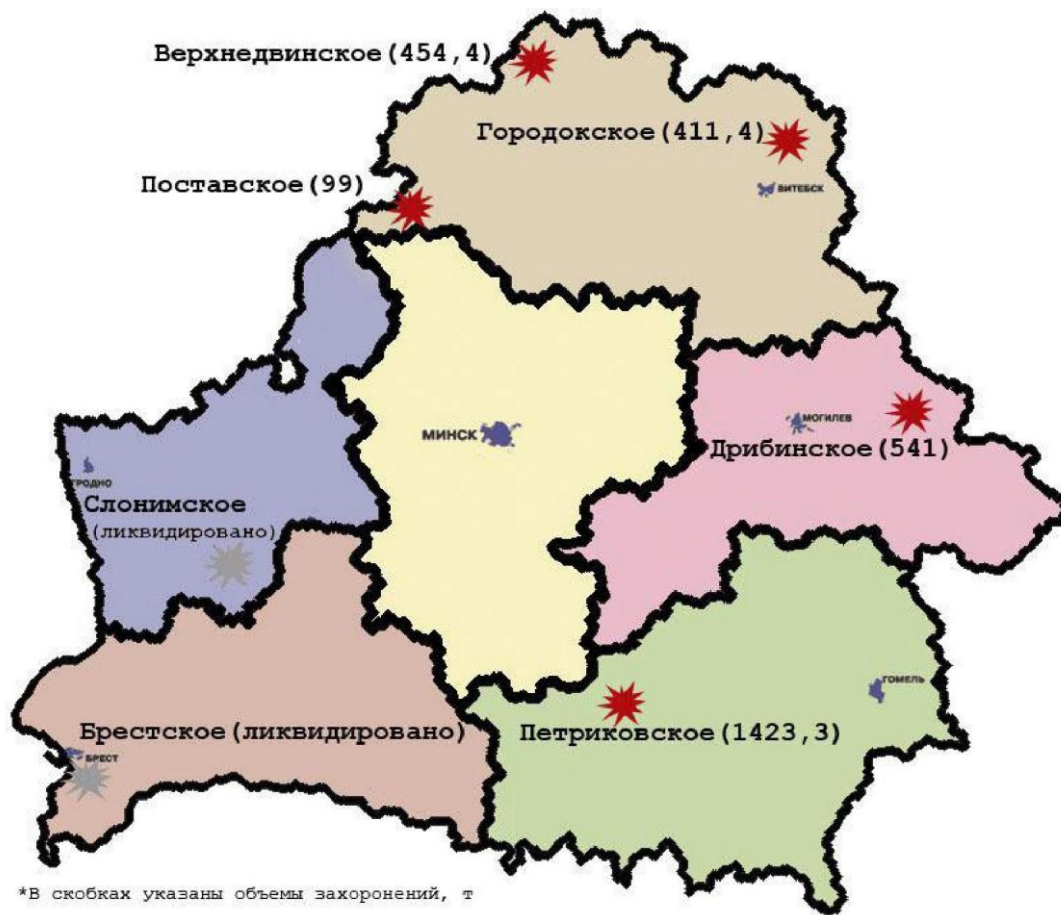 Верхнедвинское(454,4)
Городокское(411,4)
Поставское(99)
ВИТЕБСК
МИНСК
МОГИЛЕВ
Дрибинское(541)
ГРОДНО
Слонимское
(ликвидировано)
ГОМЕЛЬ
Брестское(ликвидировано)
Петриковское(1423,3)
БРЕСТ
*В скобках указаны объемы захоронений, т